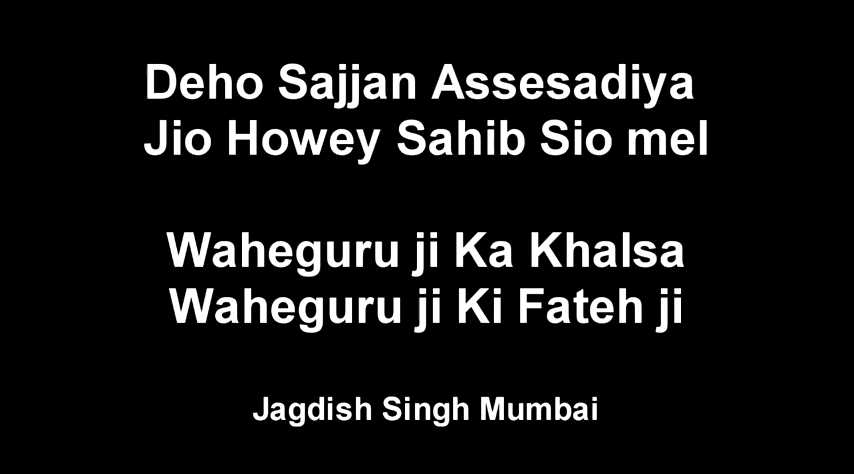 Deho Sajjan Assesadiya
Jio Howey Sahib Sio mel
Waheguru ji Ka Khalsa
Waheguru ji Ki Fateh ji
Jagdish Singh Mumbai